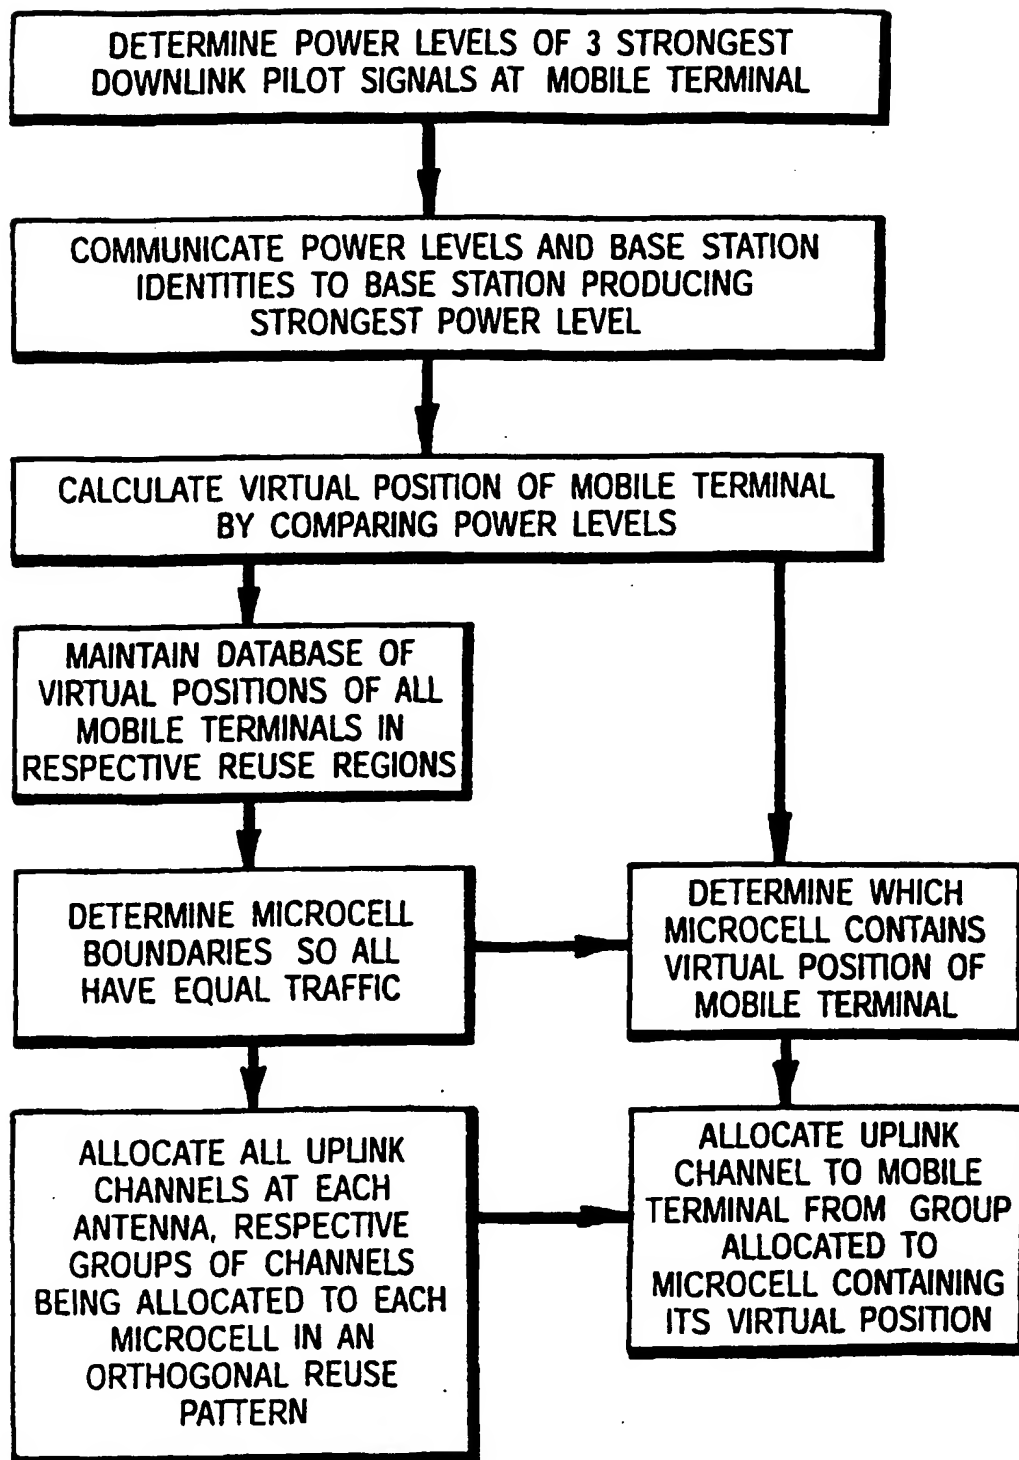 DETERMINE POWER LEVELS OF 3 STRONGEST
DOWNLINK PILOT SIGNALS AT MOBILE TERMINAL
COMMUNICATE POWER LEVELS AND BASE STATION
IDENTITIES TO BASE STATION PRODUCING
STRONGEST POWER LEVEL
CALCULATE VIRTUAL POSITION OF MOBILE TERMINAL
BY COMPARING POWER LEVELS
MAINTAIN DATABASE OF
VIRTUAL POSITIONS OF ALL
MOBILE TERMINALS IN
RESPECTIVE REUSE REGIONS
DETERMINE MICROCELL
BOUNDARIES SO ALL
HAVE EQUAL TRAFFIC
DETERMINE WHICH
MICROCELL CONTAINS
VIRTUAL POSITION OF
MOBILE TERMINAL
ALLOCATE ALL UPLINK
CHANNELS AT EACH
ANTENNA, RESPECTIVE
GROUPS OF CHANNELS
BEING ALLOCATED TO EACH
MICROCELL IN AN
ORTHOGONAL REUSE
PATTERN
ALLOCATE UPLINK
CHANNEL TO MOBILE
TERMINAL FROM GROUP
ALLOCATED TO
MICROCELL CONTAINING
ITS VIRTUAL POSITION